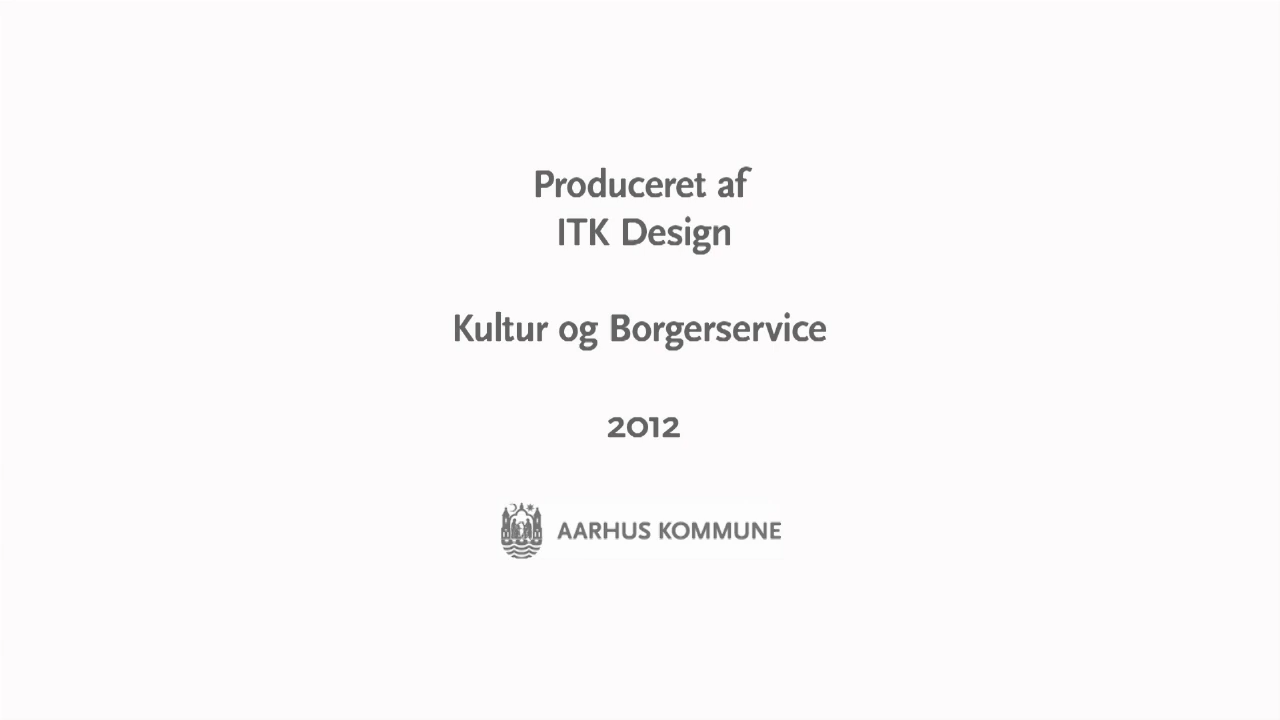 Produceret af
ITK Design
Kultur og Borgerservice
2012
AARHUS KOMMUNE